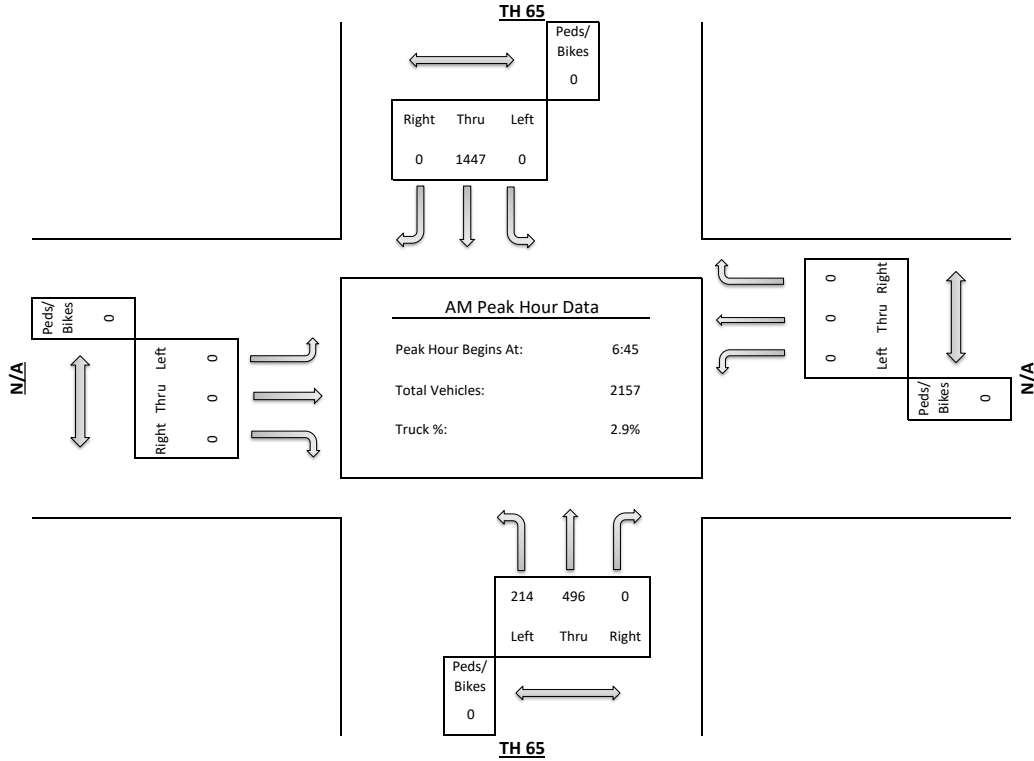 TH 65
Peds/
Bikes
0
Right Thru Left
0 1447 0
AM Peak Hour Data
Peak Hour Begins At: 6:45
Total Vehicles: 2157
Truck %: 2.9%
N/A
Peds/
Bikes
0
Left 0
Thru 0
Right 0
0 Right
0 Thru
0 Left
Peds/
Bikes
0
N/A
214 496 0
Left Thru Right
Peds/
Bikes
0
TH 65